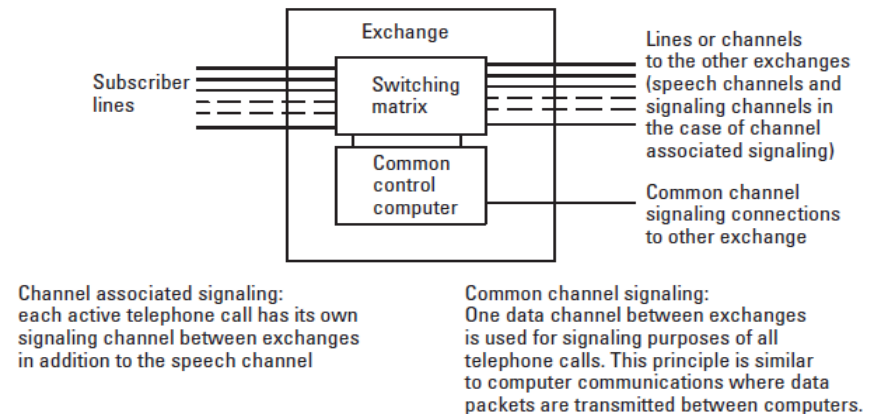 Exchange
Subscriber
lines
Switching
matrix
Common
control
computer
Lines or channels
to the other exchanges
(speech channels and
signaling channels in
the case of channel
associated signaling)
Common channel
signaling connections
to other exchange
Channel associated signaling:
each active telephone call has its own
signaling channel between exchanges
in addition to the speech channel
Common channel signaling:
One data channel between exchanges
is used for signaling purposes of all
telephone calls. This principle is similar
to computer communications where data
packets are transmitted between computers.